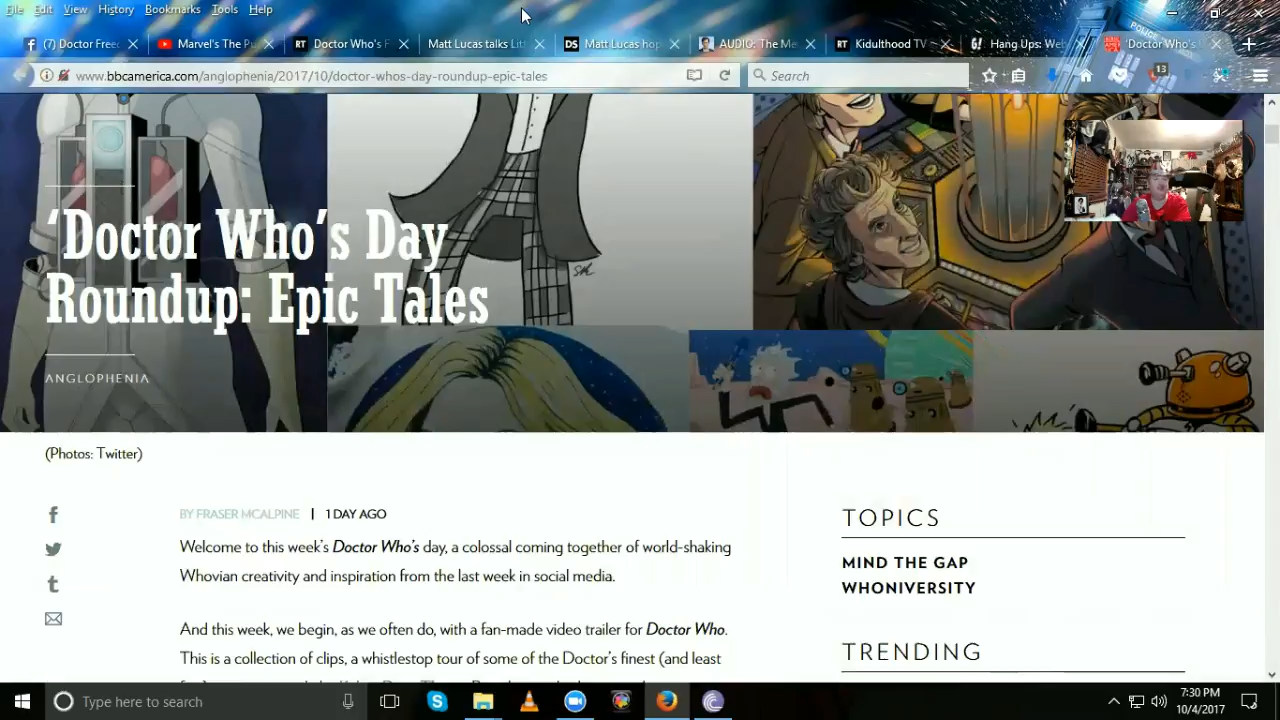 File Edit View History Bookmarks Tools Help
(7) Doctor Freec Marvel's The Pu Doctor Who's F Matt Lucas talks Litt Matt Lucas hop AUDIO: The Me Kidulthood TV Hang Ups: Web 'Doctor Who's
www.bbcamerica.com/anglophenia/2017/10/doctor-whos-day-roundup-epic-tales Search 13
'Doctor Who's Day
Roundup: Epic Tales
ANGLOPHENIA
(Photos: Twitter)
BY FRASER MCALPINE | 1 DAY AGO
Welcome to this week's Doctor Who's day, a colossal coming together of world-shaking
Whovian creativity and inspiration from the last week in social media.
And this week, we begin, as we often do, with a fan-made video trailer for Doctor Who.
This is a collection of clips, a whistlestop tour of some of the Doctor's finest (and least
TOPICS
MIND THE GAP
WHONIVERSITY
TRENDING
Type here to search
7:30 PM
10/4/2017